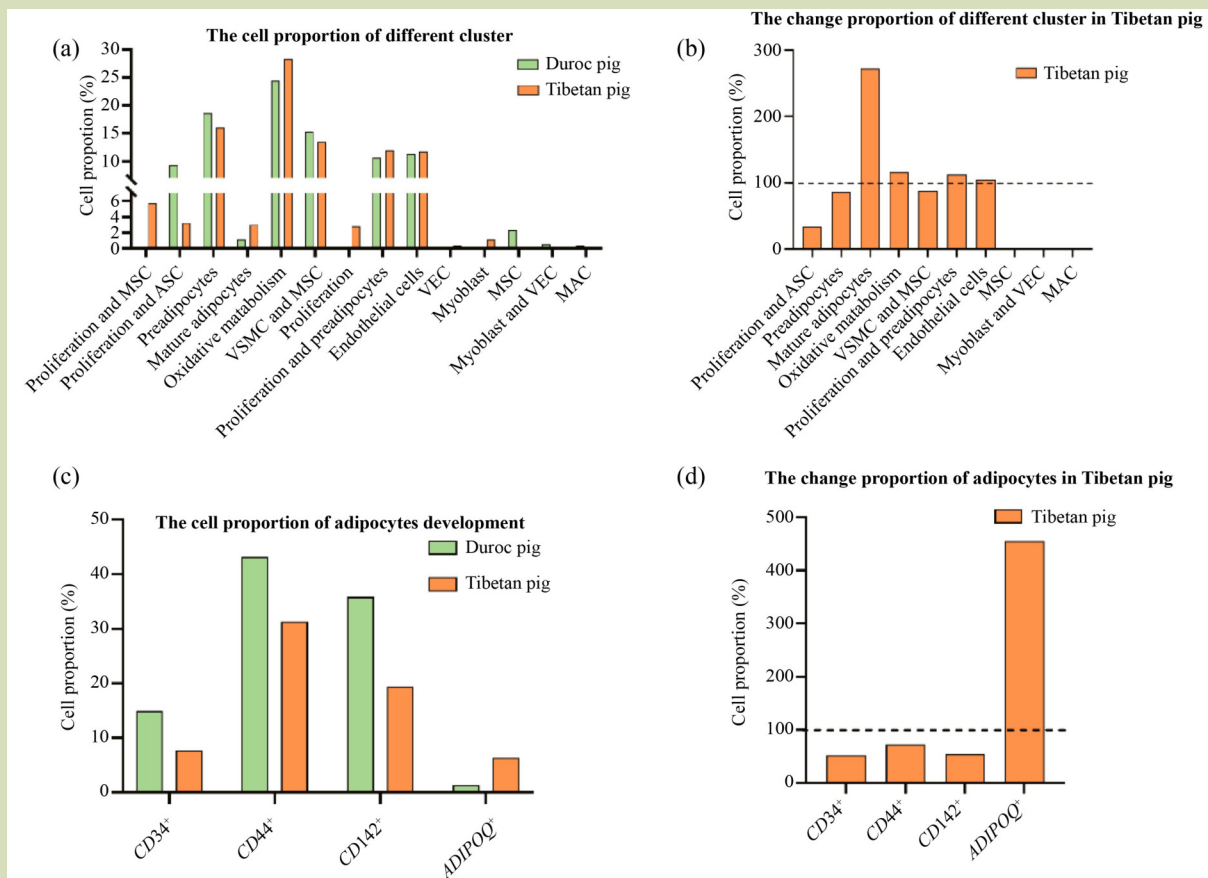 (a)
The cell proportion of different cluster
Duroc pig
Tibetan pig
Cell propotion (%)
30
25
20
15
10
6
4
2
0
Proliferation and MSC
Proliferation and ASC
Preadipocytes
Mature adipocytes
Oxidative matabolism
VSMC and MSC
Proliferation
Proliferation and preadipocytes
Endothelial cells
VEC
Myoblast
MSC
Myoblast and VEC
MAC
(b)
The change proportion of different cluster in Tibetan pig
Tibetan pig
Cell proportion (%)
300
200
100
0
Proliferation and ASC
Preadipocytes
Mature adipocytes
Oxidative matabolism
VSMC and MSC
Proliferation and preadipocytes
Endothelial cells
MSC
Myoblast and VEC
MAC
(c)
The cell proportion of adipocytes development
Duroc pig
Tibetan pig
Cell proportion (%)
50
40
30
20
10
0
CD34+
CD44+
CD142+
ADIPOQ+
(d)
The change proportion of adipocytes in Tibetan pig
Tibetan pig
Cell proportion (%)
500
400
300
200
100
0
CD34+
CD44+
CD142+
ADIPOQ+